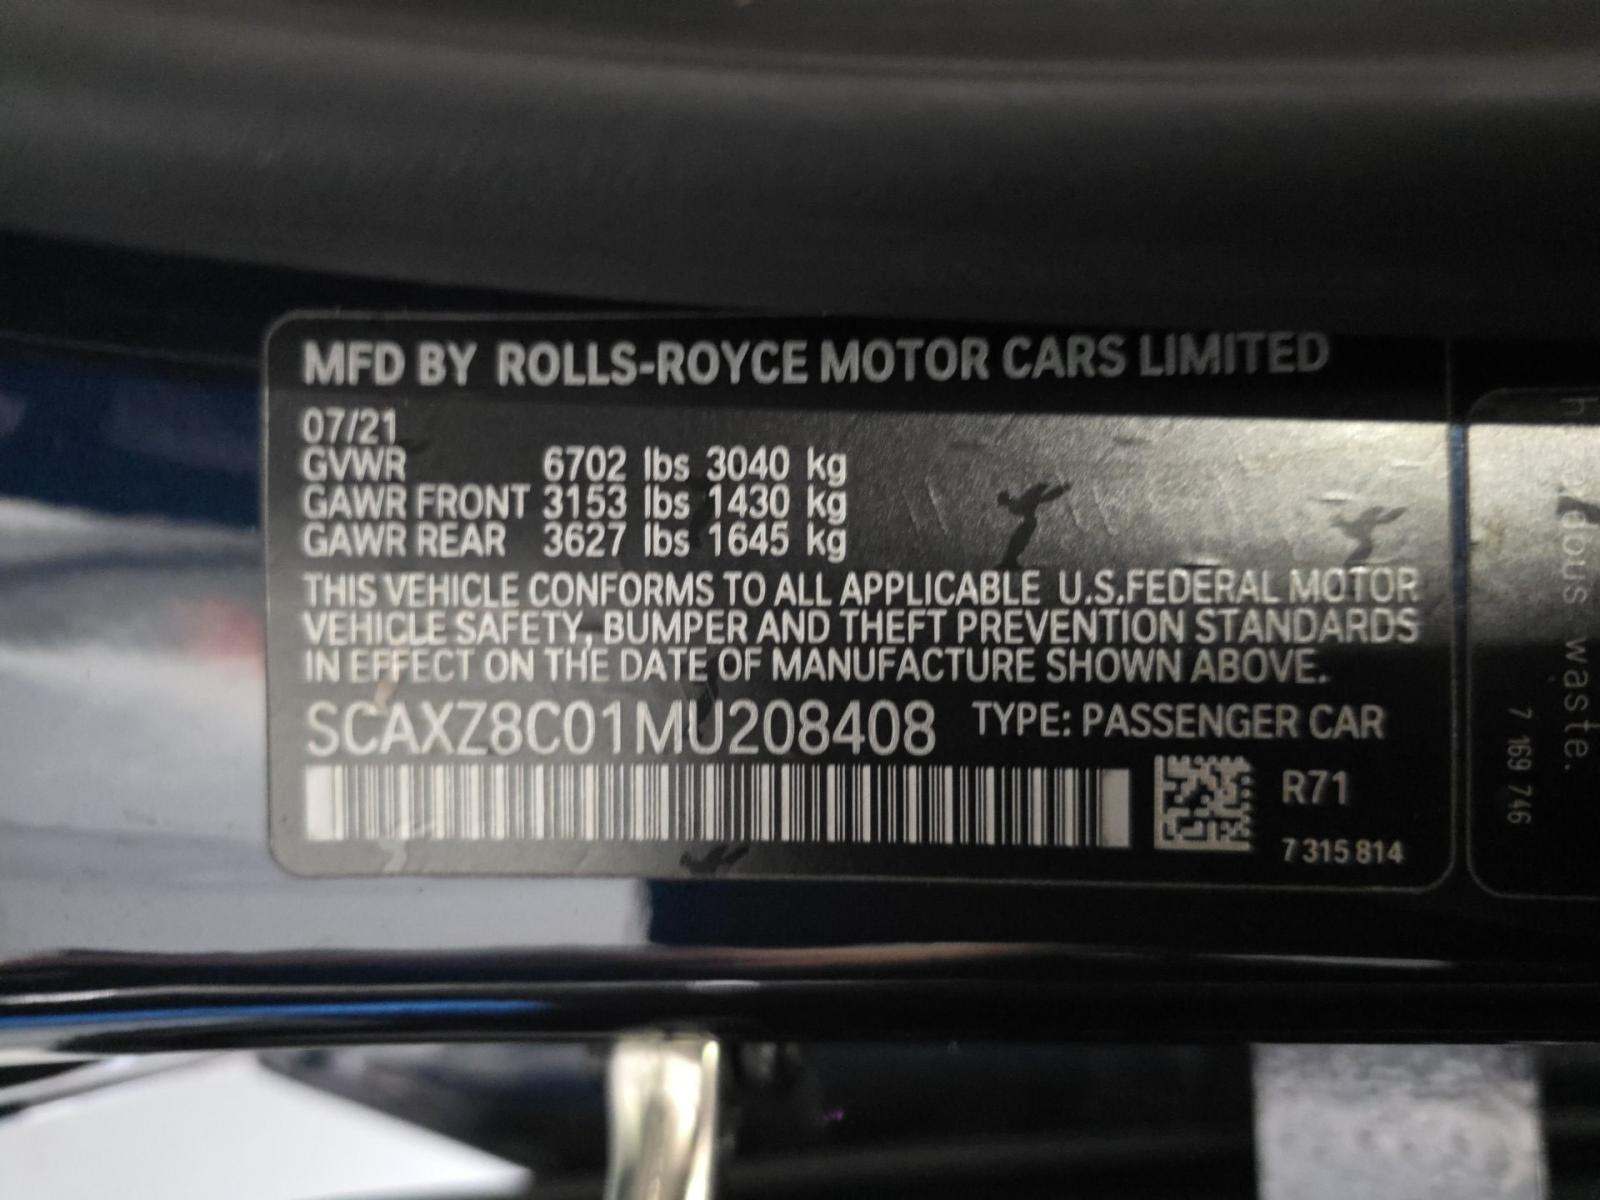 MFD BY ROLLS-ROYCE MOTOR CARS LIMITED
07/21
GVWR 6702 lbs 3040 kg
GAWR FRONT 3153 lbs 1430 kg
GAWR REAR 3627 lbs 1645 kg
THIS VEHICLE CONFORMS TO ALL APPLICABLE U.S.FEDERAL MOTOR
VEHICLE SAFETY, BUMPER AND THEFT PREVENTION STANDARDS
IN EFFECT ON THE DATE OF MANUFACTURE SHOWN ABOVE.
SCAXZ8C01MU208408 TYPE: PASSENGER CAR
R71
7 315 814
waste.
7 169 746